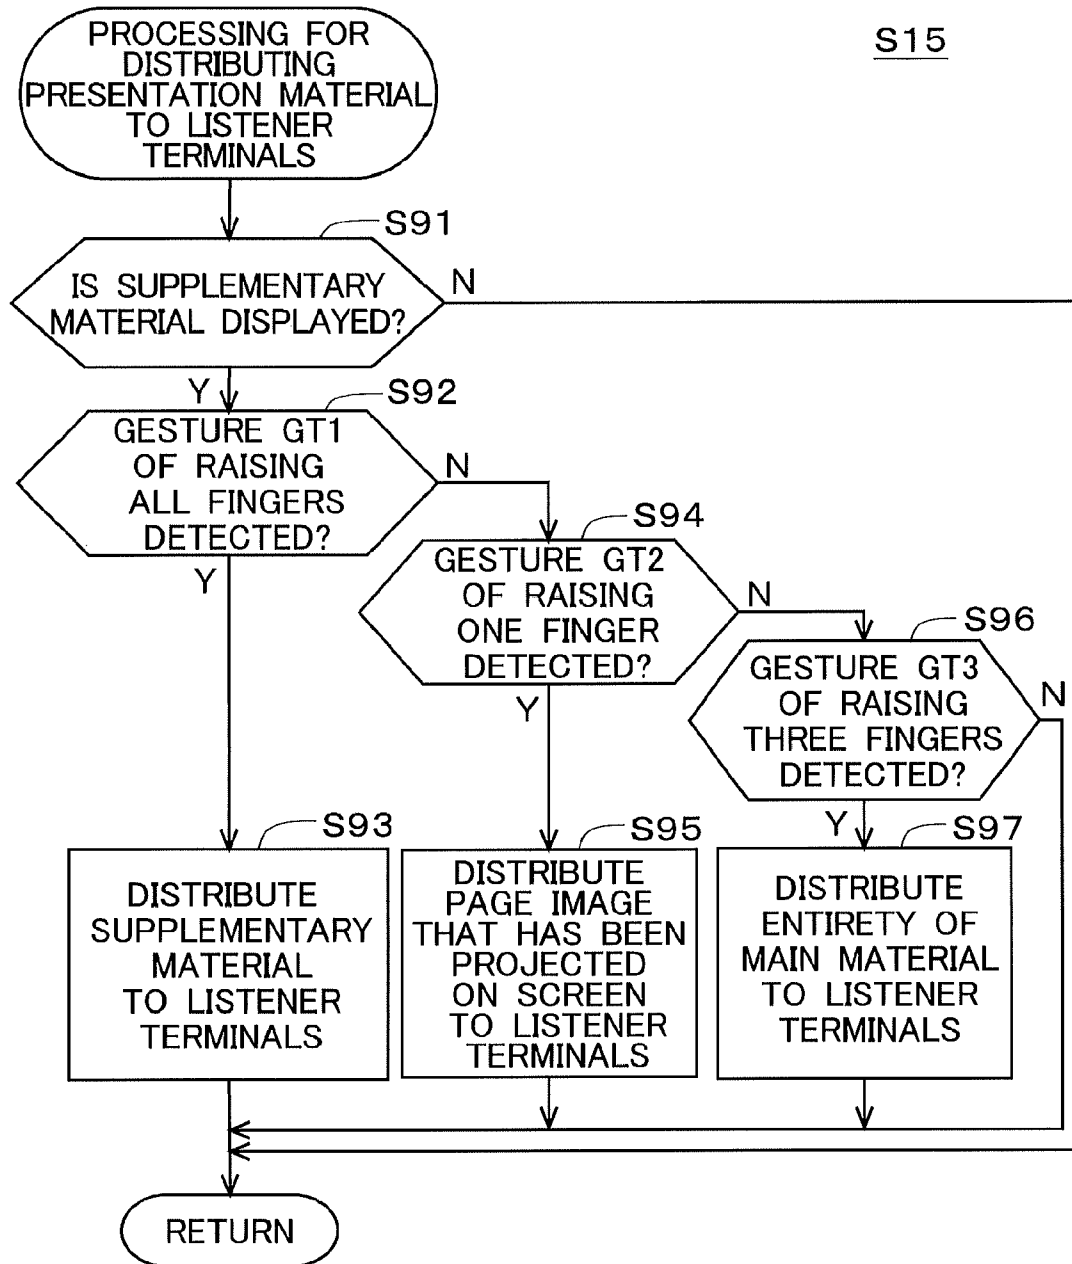 S15
PROCESSING FOR
DISTRIBUTING
PRESENTATION MATERIAL
TO LISTENER
TERMINALS
S91
IS SUPPLEMENTARY
MATERIAL DISPLAYED?
N
Y
S92
GESTURE GT1
OF RAISING
ALL FINGERS
DETECTED?
N
Y
S94
GESTURE GT2
OF RAISING
ONE FINGER
DETECTED?
N
Y
S96
GESTURE GT3
OF RAISING
THREE FINGERS
DETECTED?
N
Y
S93
DISTRIBUTE
SUPPLEMENTARY
MATERIAL
TO LISTENER
TERMINALS
S95
DISTRIBUTE
PAGE IMAGE
THAT HAS BEEN
PROJECTED
ON SCREEN
TO LISTENER
TERMINALS
S97
DISTRIBUTE
ENTIRETY OF
MAIN MATERIAL
TO LISTENER
TERMINALS
RETURN